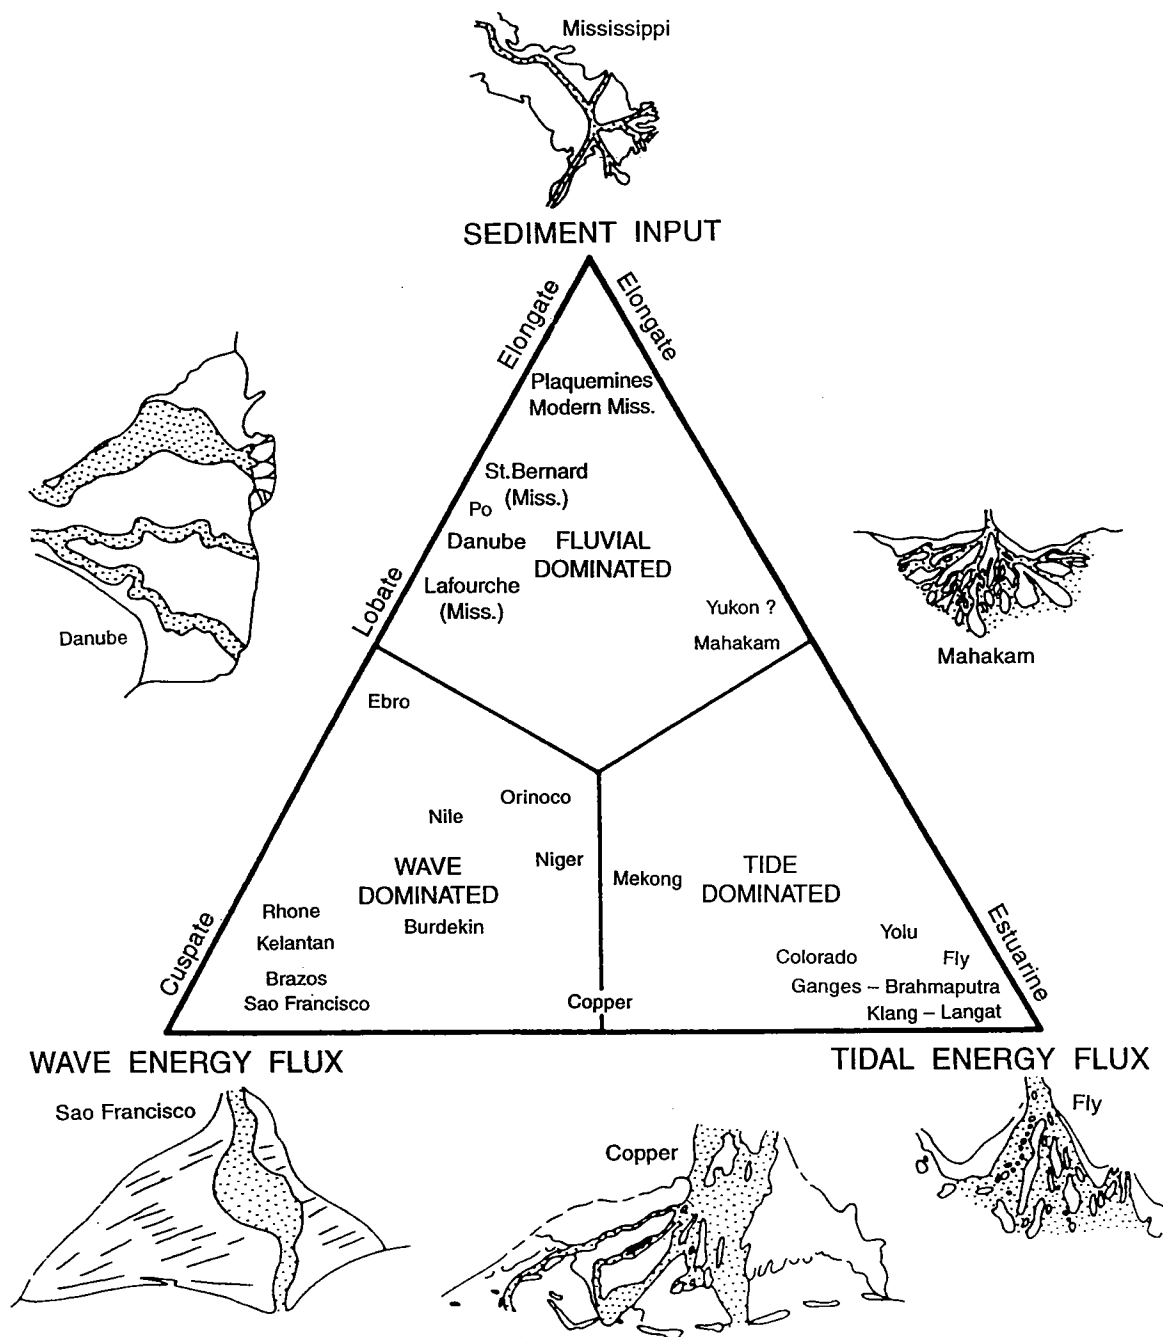 Mississippi
SEDIMENT INPUT
Elongate
Elongate
Plaquemines
Modern Miss.
St.Bernard
(Miss.)
Po
Danube
FLUVIAL
DOMINATED
Lafourche
(Miss.)
Lobate
Yukon ?
Mahakam
Danube
Mahakam
Ebro
Orinoco
Nile
Niger
WAVE
DOMINATED
Mekong
TIDE
DOMINATED
Rhone
Burdekin
Kelantan
Cuspate
Brazos
Sao Francisco
Copper
Yolu
Colorado
Fly
Ganges – Brahmaputra
Klang – Langat
Estuarine
WAVE ENERGY FLUX
TIDAL ENERGY FLUX
Sao Francisco
Copper
Fly